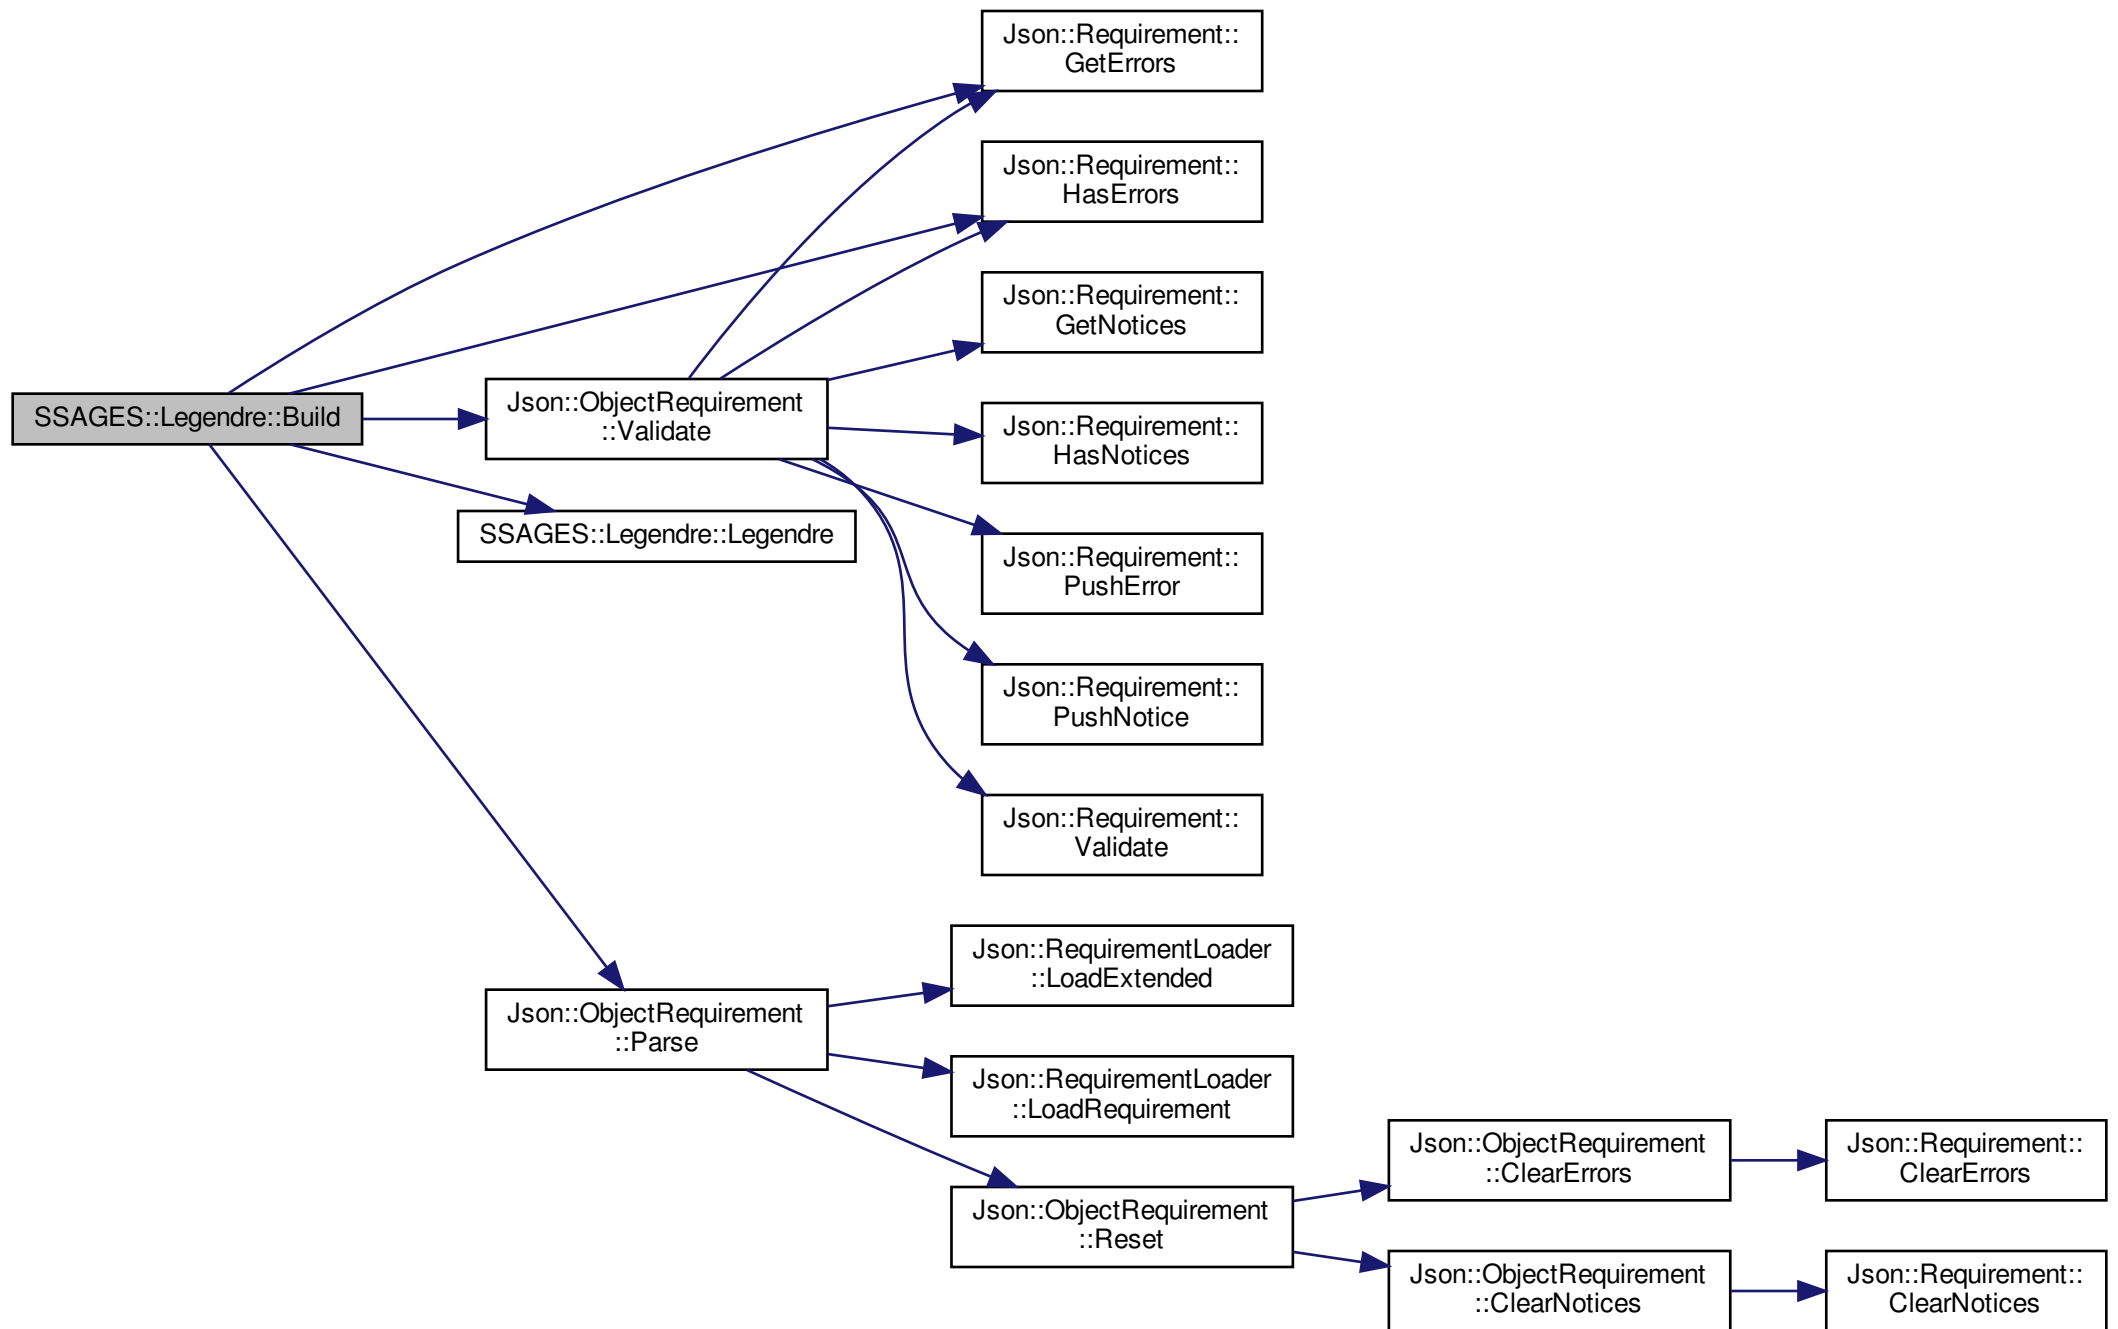 SSAGES::Legendre::Build
Json::ObjectRequirement
::Validate
SSAGES::Legendre::Legendre
Json::ObjectRequirement
::Parse
Json::Requirement::
GetErrors
Json::Requirement::
HasErrors
Json::Requirement::
GetNotices
Json::Requirement::
HasNotices
Json::Requirement::
PushError
Json::Requirement::
PushNotice
Json::Requirement::
Validate
Json::RequirementLoader
::LoadExtended
Json::RequirementLoader
::LoadRequirement
Json::ObjectRequirement
::Reset
Json::ObjectRequirement
::ClearErrors
Json::ObjectRequirement
::ClearNotices
Json::Requirement::
ClearErrors
Json::Requirement::
ClearNotices